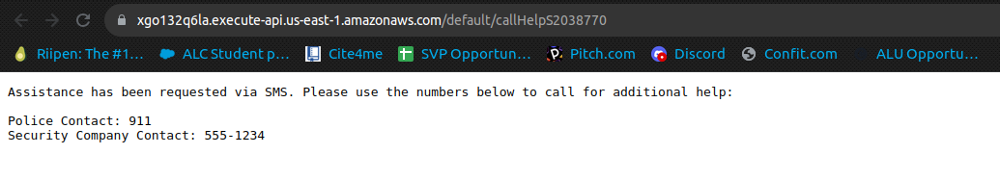 xgo132q6la.execute-api.us-east-1.amazonaws.com/default/callHelpS2038770
Riipen: The #1… ALC Student p… Cite4me SVP Opportun… Pitch.com Discord Confit.com ALU Opportu…
Assistance has been requested via SMS. Please use the numbers below to call for additional help:
Police Contact: 911
Security Company Contact: 555-1234